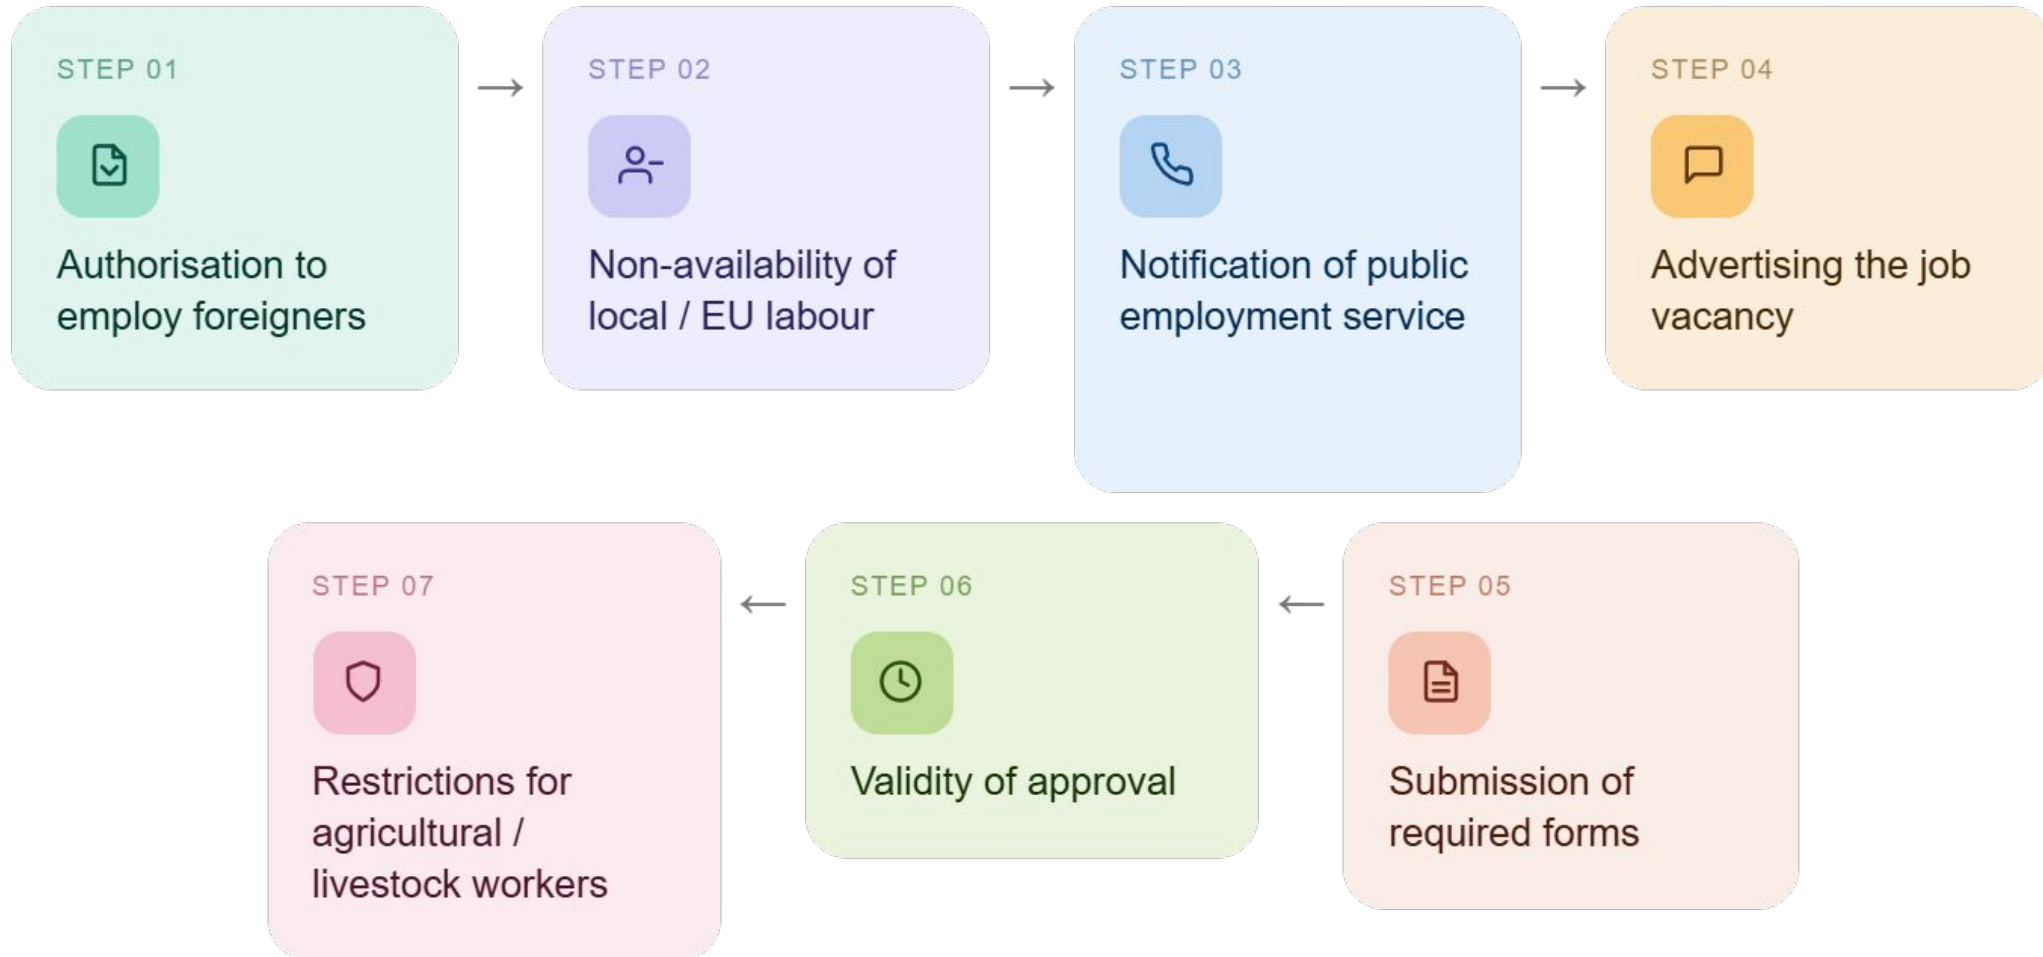 STEP 01
Authorisation to
employ foreigners
STEP 02
Non-availability of
local / EU labour
STEP 03
Notification of public
employment service
STEP 04
Advertising the job
vacancy
STEP 05
Submission of
required forms
STEP 06
Validity of approval
STEP 07
Restrictions for
agricultural /
livestock workers